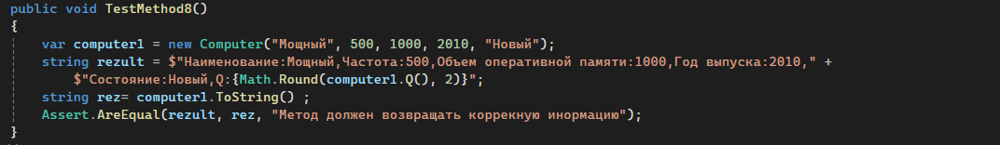 public void TestMethod8()
{
var computer1 = new Computer("Мощный", 500, 1000, 2010, "Новый");
string rezult = $"Наименование:Мощный,Частота:500,Объем оперативной памяти:1000,Год выпуска:2010," +
$"Состояние:Новый,Q:{Math.Round(computer1.Q(), 2)}";
string rez= computer1.ToString() ;
Assert.AreEqual(rezult, rez, "Метод должен возвращать коррекную инормацию");
}